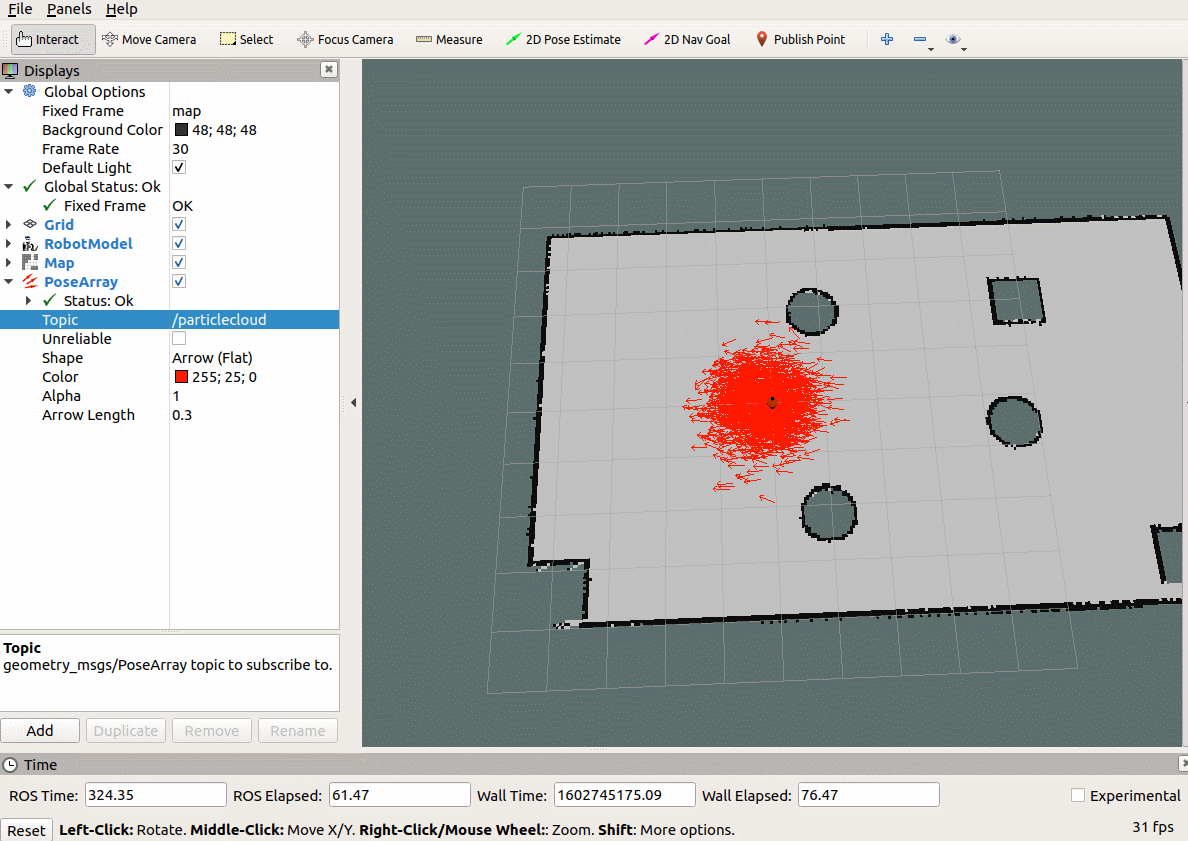 File Panels Help
Interact Move Camera Select Focus Camera Measure 2D Pose Estimate 2D Nav Goal Publish Point
Displays
Global Options
Fixed Frame map
Background Color 48; 48; 48
Frame Rate 30
Default Light
Global Status: Ok
Fixed Frame OK
Grid
RobotModel
Map
PoseArray
Status: Ok
Topic /particlecloud
Unreliable
Shape Arrow (Flat)
Color 255; 25; 0
Alpha 1
Arrow Length 0.3
Topic
geometry_msgs/PoseArray topic to subscribe to.
Add Duplicate Remove Rename
Time
ROS Time: 324.35 ROS Elapsed: 61.47 Wall Time: 1602745175.09 Wall Elapsed: 76.47 Experimental
Reset Left-Click: Rotate. Middle-Click: Move X/Y. Right-Click/Mouse Wheel:: Zoom. Shift: More options. 31 fps